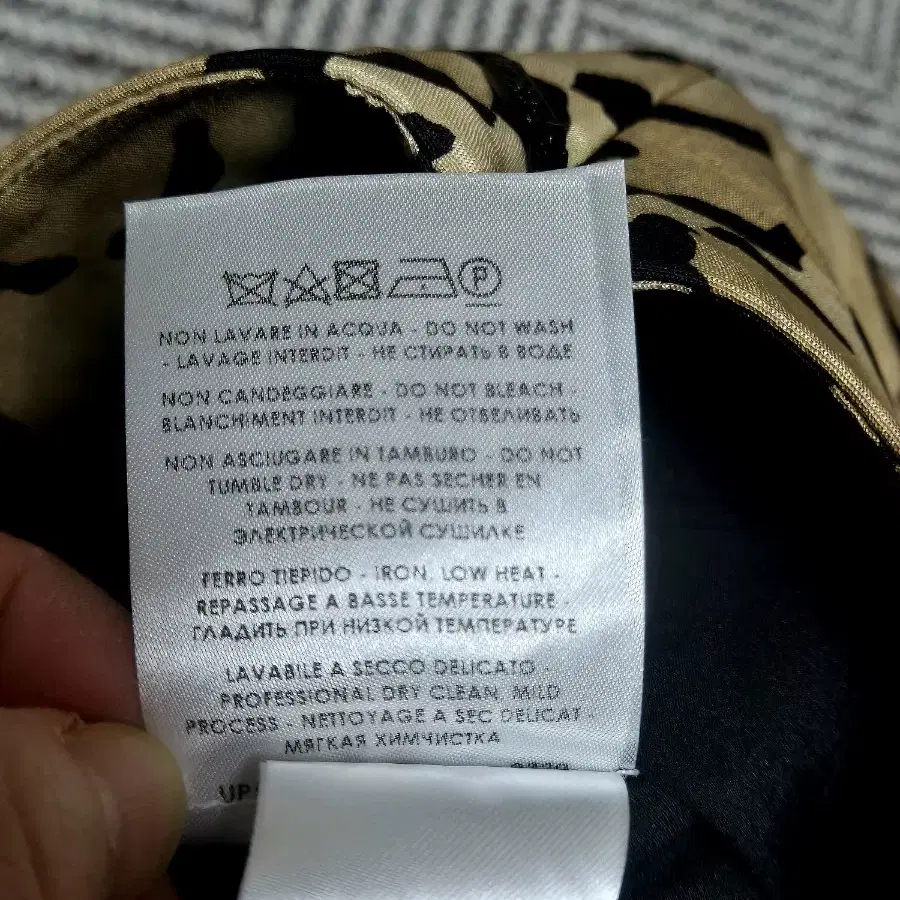 P
NON LAVARE IN ACQUA - DO NOT WASH
- LAVAGE INTERDIT - НЕ СТИРАТЬ В ВОДЕ
NON CANDEGGIARE - DO NOT BLEACH -
BLANCHIMENT INTERDIT - НЕ ОТБЕЛИВАТЬ
NON ASCIUGARE IN TAMBURO - DO NOT
TUMBLE DRY - NE PAS SECHER EN
TAMBOUR - НЕ СУШИТЬ В
ЭЛЕКТРИЧЕСКОЙ СУШИЛКЕ
FERRO TIEPIDO - IRON, LOW HEAT -
REPASSAGE A BASSE TEMPERATURE -
ГЛАДИТЬ ПРИ НИЗКОЙ ТЕМПЕРАТУРЕ
LAVABILE A SECCO DELICATO -
PROFESSIONAL DRY CLEAN, MILD
PROCESS - NETTOYAGE A SEC DELICAT -
МЯГКАЯ ХИМЧИСТКА